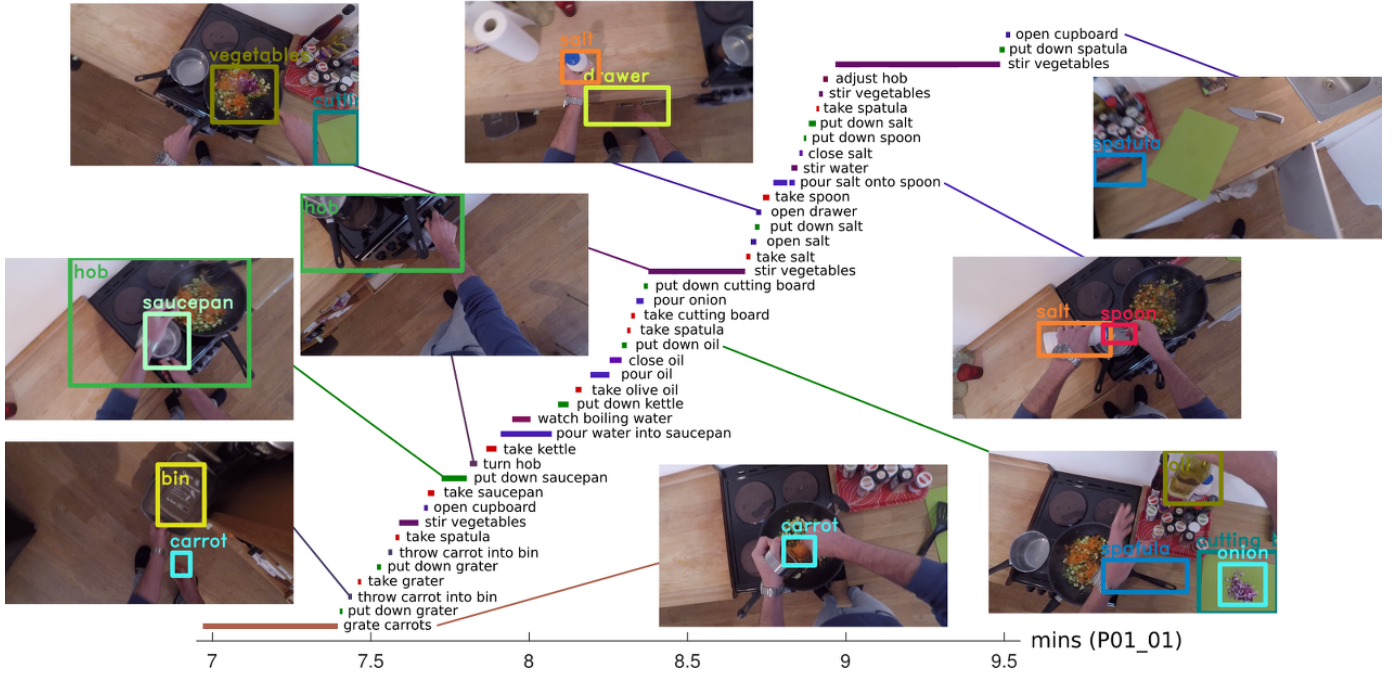 open cupboard
put down spatula
stir vegetables
adjust hob
stir vegetables
take spatula
put down salt
put down spoon
close salt
stir water
pour salt onto spoon
take spoon
open drawer
put down salt
open salt
take salt
stir vegetables
put down cutting board
pour onion
take cutting board
take spatula
put down oil
close oil
pour oil
take olive oil
put down kettle
watch boiling water
pour water into saucepan
take kettle
turn hob
put down saucepan
take saucepan
open cupboard
stir vegetables
take spatula
throw carrot into bin
put down grater
take grater
throw carrot into bin
put down grater
grate carrots
vegetables
salt
drawer
spatula
hob
hob
saucepan
salt
spoon
bin
carrot
carrot
spatula
cutting
onion
7
7.5
8
8.5
9
9.5
mins (P01_01)